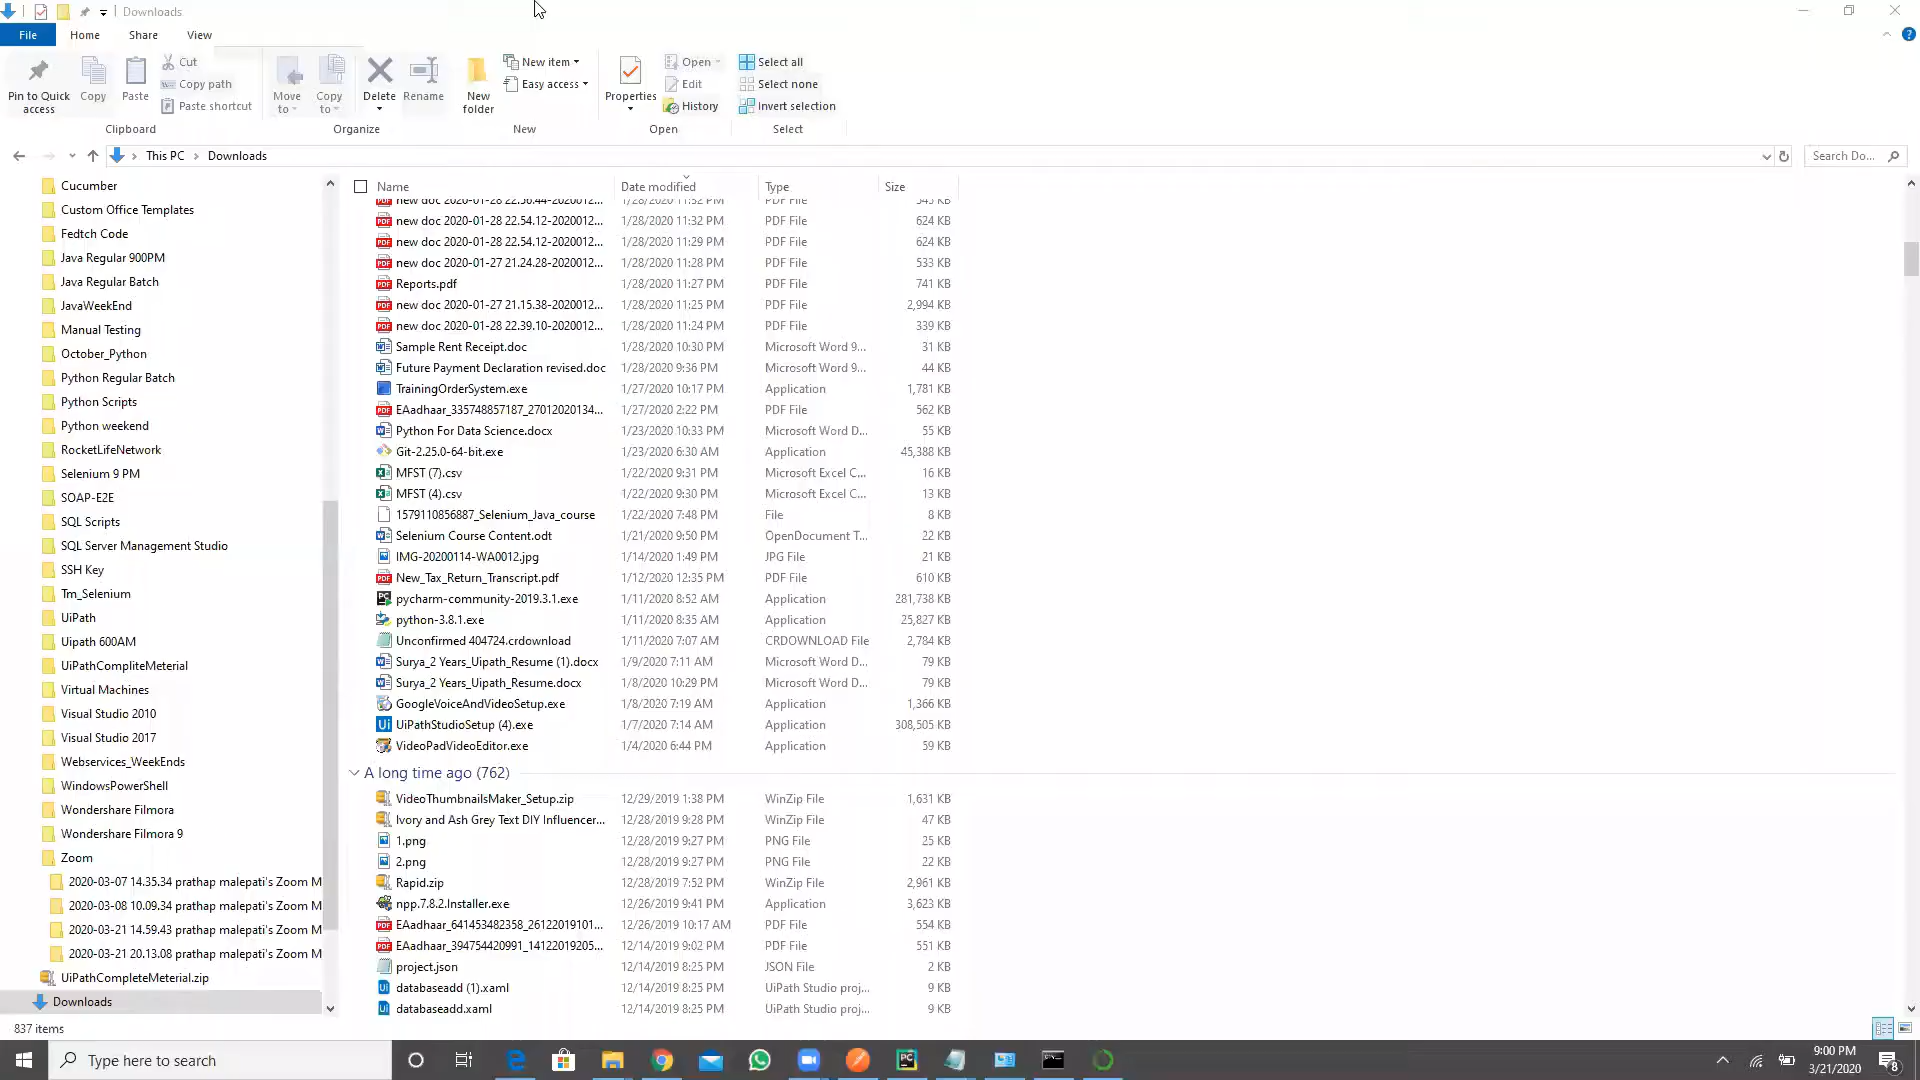 Downloads
File Home Share View
Pin to Quick access
Copy
Paste
Cut
Copy path
Paste shortcut
Clipboard
Move to
Copy to
Delete
Rename
Organize
New folder
New item
Easy access
New
Properties
Open
Edit
History
Open
Select all
Select none
Invert selection
Select
This PC Downloads
Search Do...
Cucumber
Custom Office Templates
Fedtch Code
Java Regular 900PM
Java Regular Batch
JavaWeekEnd
Manual Testing
October_Python
Python Regular Batch
Python Scripts
Python weekend
RocketLifeNetwork
Selenium 9 PM
SOAP-E2E
SQL Scripts
SQL Server Management Studio
SSH Key
Tm_Selenium
UiPath
Uipath 600AM
UiPathCompliteMeterial
Virtual Machines
Visual Studio 2010
Visual Studio 2017
Webservices_WeekEnds
WindowsPowerShell
Wondershare Filmora
Wondershare Filmora 9
Zoom
2020-03-07 14.35.34 prathap malepati's Zoom M
2020-03-08 10.09.34 prathap malepati's Zoom M
2020-03-21 14.59.43 prathap malepati's Zoom M
2020-03-21 20.13.08 prathap malepati's Zoom M
UiPathCompleteMeterial.zip
Downloads
Name Date modified Type Size
new doc 2020-01-28 22.54.12-2020012... 1/28/2020 11:32 PM PDF File 624 KB
new doc 2020-01-28 22.54.12-2020012... 1/28/2020 11:29 PM PDF File 624 KB
new doc 2020-01-27 21.24.28-2020012... 1/28/2020 11:28 PM PDF File 533 KB
Reports.pdf 1/28/2020 11:27 PM PDF File 741 KB
new doc 2020-01-27 21.15.38-2020012... 1/28/2020 11:25 PM PDF File 2,994 KB
new doc 2020-01-28 22.39.10-2020012... 1/28/2020 11:24 PM PDF File 339 KB
Sample Rent Receipt.doc 1/28/2020 10:30 PM Microsoft Word 9... 31 KB
Future Payment Declaration revised.doc 1/28/2020 9:36 PM Microsoft Word 9... 44 KB
TrainingOrderSystem.exe 1/27/2020 10:17 PM Application 1,781 KB
EAadhaar_335748857187_27012020134... 1/27/2020 2:22 PM PDF File 562 KB
Python For Data Science.docx 1/23/2020 10:33 PM Microsoft Word D... 55 KB
Git-2.25.0-64-bit.exe 1/23/2020 6:30 AM Application 45,388 KB
MFST (7).csv 1/22/2020 9:31 PM Microsoft Excel C... 16 KB
MFST (4).csv 1/22/2020 9:30 PM Microsoft Excel C... 13 KB
1579110856887_Selenium_Java_course 1/22/2020 7:48 PM File 8 KB
Selenium Course Content.odt 1/21/2020 9:50 PM OpenDocument T... 22 KB
IMG-20200114-WA0012.jpg 1/14/2020 1:49 PM JPG File 21 KB
New_Tax_Return_Transcript.pdf 1/12/2020 12:35 PM PDF File 610 KB
pycharm-community-2019.3.1.exe 1/11/2020 8:52 AM Application 281,738 KB
python-3.8.1.exe 1/11/2020 8:35 AM Application 25,827 KB
Unconfirmed 404724.crdownload 1/11/2020 7:07 AM CRDOWNLOAD File 2,784 KB
Surya_2 Years_Uipath_Resume (1).docx 1/9/2020 7:11 AM Microsoft Word D... 79 KB
Surya_2 Years_Uipath_Resume.docx 1/8/2020 10:29 PM Microsoft Word D... 79 KB
GoogleVoiceAndVideoSetup.exe 1/8/2020 7:19 AM Application 1,366 KB
UiPathStudioSetup (4).exe 1/7/2020 7:14 AM Application 308,505 KB
VideoPadVideoEditor.exe 1/4/2020 6:44 PM Application 59 KB
A long time ago (762)
VideoThumbnailsMaker_Setup.zip 12/29/2019 1:38 PM WinZip File 1,631 KB
Ivory and Ash Grey Text DIY Influencer... 12/28/2019 9:28 PM WinZip File 47 KB
1.png 12/28/2019 9:27 PM PNG File 25 KB
2.png 12/28/2019 9:27 PM PNG File 22 KB
Rapid.zip 12/28/2019 7:52 PM WinZip File 2,961 KB
npp.7.8.2.Installer.exe 12/26/2019 9:41 PM Application 3,623 KB
EAadhaar_641453482358_26122019101... 12/26/2019 10:17 AM PDF File 554 KB
EAadhaar_394754420991_14122019205... 12/14/2019 9:02 PM PDF File 551 KB
project.json 12/14/2019 8:25 PM JSON File 2 KB
databaseadd (1).xaml 12/14/2019 8:25 PM UiPath Studio proj... 9 KB
databaseadd.xaml 12/14/2019 8:25 PM UiPath Studio proj... 9 KB
837 items
Type here to search
9:00 PM
3/21/2020
8